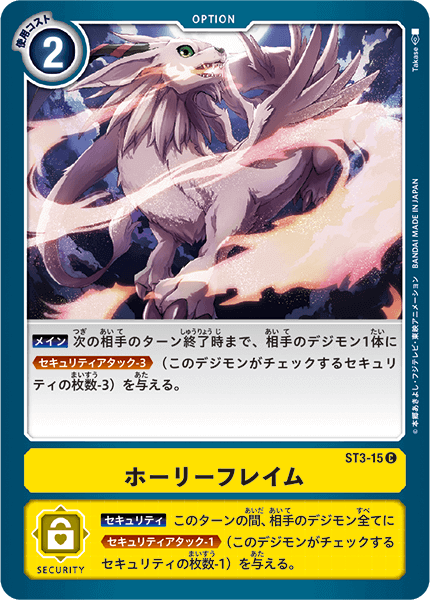 OPTION
使用コスト
2
Takase
メイン 次の相手のターン終了時まで、相手のデジモン1体に
セキュリティアタック-3 (このデジモンがチェックするセキュリ
ティの枚数-3)を与える。
©本郷あきよし・フジテレビ・東映アニメーション BANDAI MADE IN JAPAN
ST3-15 C
ホーリーフレイム
セキュリティ このターンの間、相手のデジモン全てに
セキュリティアタック-1 (このデジモンがチェックする
セキュリティの枚数-1)を与える。
SECURITY